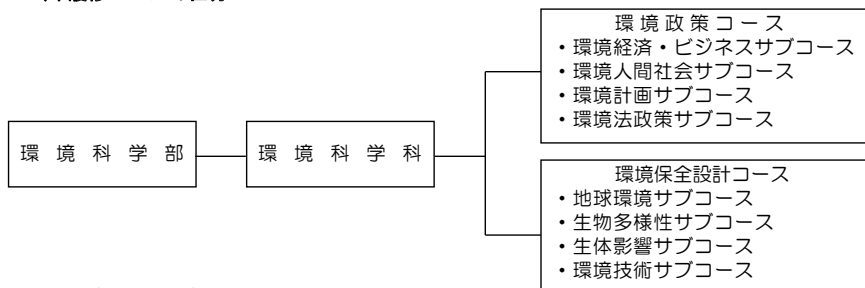 環境政策コース
・環境経済・ビジネスサブコース
・環境人間社会サブコース
・環境計画サブコース
・環境法政策サブコース
環境科学部
環境科学科
環境保全設計コース
・地球環境サブコース
・生物多様性サブコース
・生体影響サブコース
・環境技術サブコース